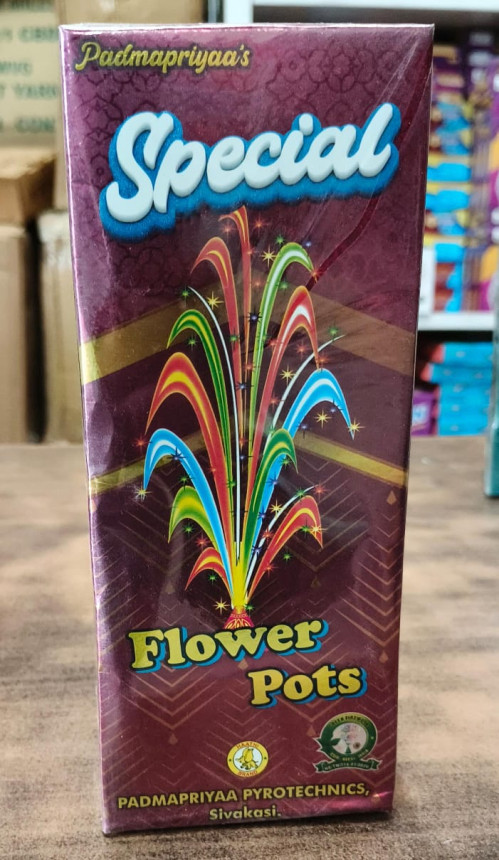 Padmapriyaa's
Special
Flower
Pots
PADMAPRIYAA PYROTECHNICS,
Sivakasi.